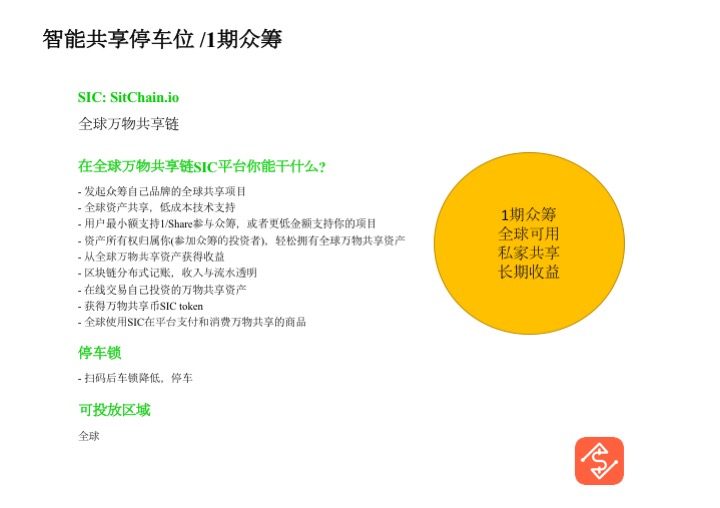 智能共享停车位 /1期众筹
SIC: SitChain.io
全球万物共享链
在全球万物共享链SIC平台你能干什么?
- 发起众筹自己品牌的全球共享项目
- 全球资产共享，低成本技术支持
- 用户最小额支持1/Share参与众筹，或者更低金额支持你的项目
- 资产所有权归属你(参加众筹的投资者)，轻松拥有全球万物共享资产
- 从全球万物共享资产获得收益
- 区块链分布式记账，收入与流水透明
- 在线交易自己投资的万物共享资产
- 获得万物共享币SIC token
- 全球使用SIC在平台支付和消费万物共享的商品
停车锁
- 扫码后车锁降低，停车
可投放区域
全球
1期众筹
全球可用
私家共享
长期收益